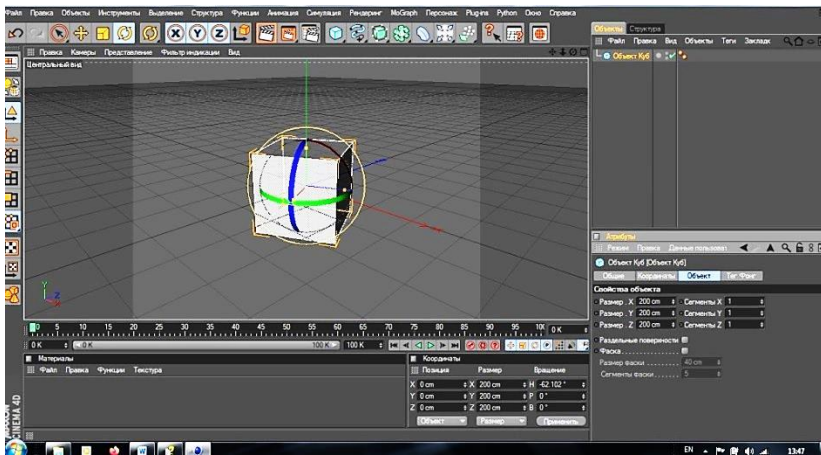 Файл Правка Объекты Инструменты Выделение Структура Функции Анимация Симуляция Рендеринг MoGraph Персонаж Plug-ins Python Окно Справка
Объекты Структура
Файл Правка Вид Объекты Теги Закладк
Объект Куб
Правка Камеры Представление Фильтр индикации Вид
Центральный вид
Y
Z
X
Атрибуты
Режим Правка Данные пользоват
Объект Куб [Объект Куб]
Общие Координаты Объект Тег Фонг
Свойства объекта
Размер . X 200 cm Сегменты X 1
Размер . Y 200 cm Сегменты Y 1
Размер . Z 200 cm Сегменты Z 1
Раздельные поверхности
Фаска
Размер фаски 40 cm
Сегменты фаски 5
0 5 10 15 20 25 30 35 40 45 50 55 60 65 70 75 80 85 90 95 100 0 K
0 K 0 K 100 K 100 K
Материалы
Файл Правка Функции Текстура
Координаты
Позиция Размер Вращение
X 0 cm X 200 cm H -62.102 °
Y 0 cm Y 200 cm P 0 °
Z 0 cm Z 200 cm B 0 °
Объект Размер Применить
MAXON
CINEMA 4D
EN 13:47